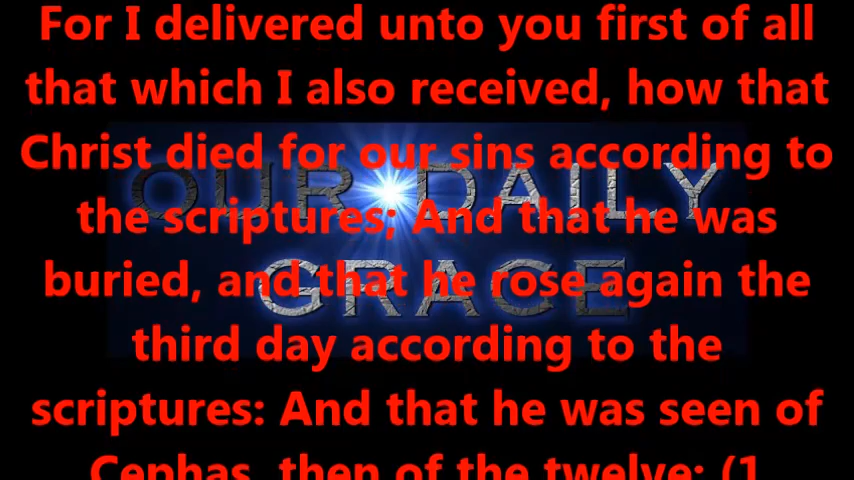 For I delivered unto you first of all
that which I also received, how that
Christ died for our sins according to
the scriptures; And that he was
buried, and that he rose again the
third day according to the
scriptures: And that he was seen of
Cephas, then of the twelve: (1
OUR DAILY
GRACE